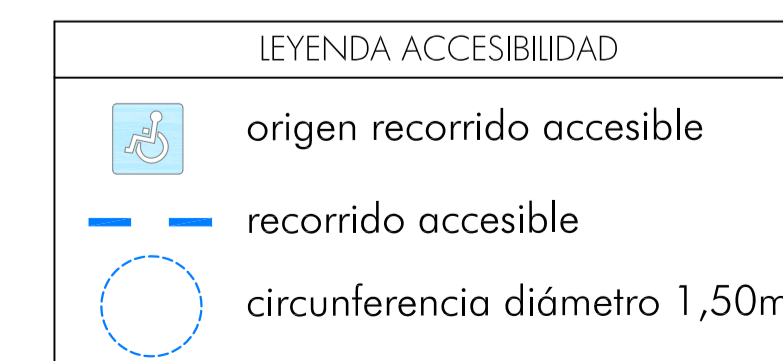 LEYENDA ACCESIBILIDAD
origen recorrido accesible
recorrido accesible
circunferencia diámetro 1,50m